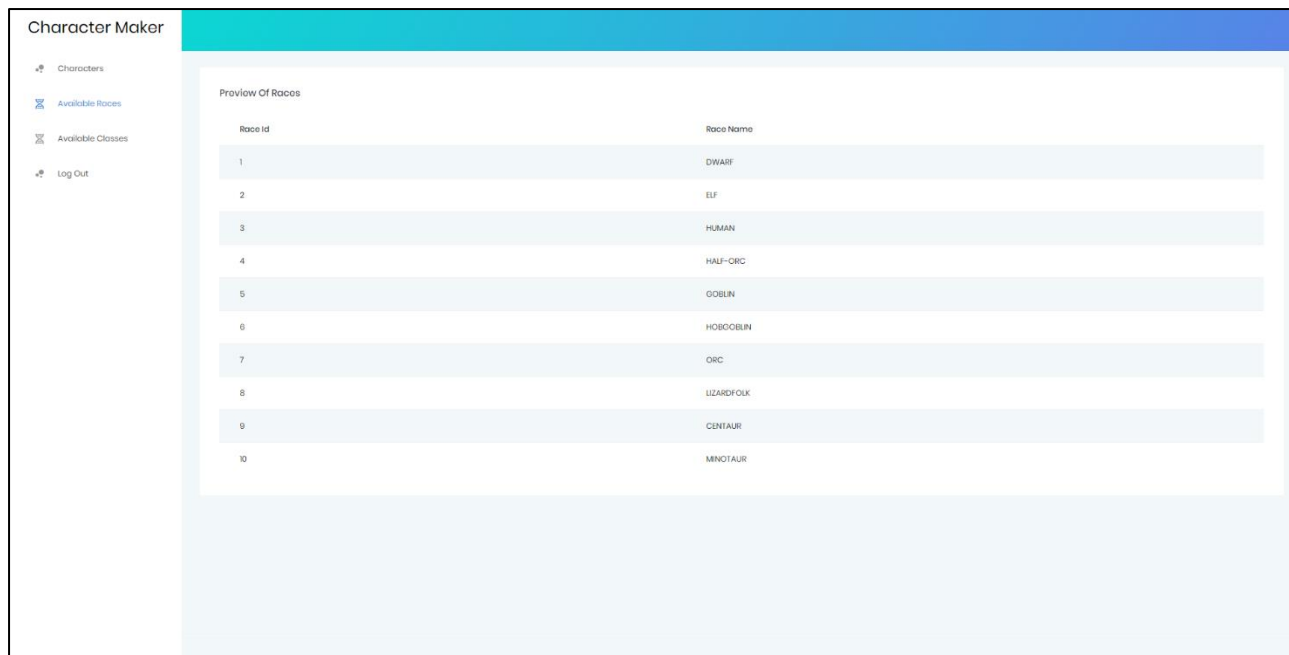 Character Maker
Characters
Available Races
Available Classes
Log Out
Preview Of Races
Race Id Race Name
1 DWARF
2 ELF
3 HUMAN
4 HALF-ORC
5 GOBLIN
6 HOBGOBLIN
7 ORC
8 LIZARDFOLK
9 CENTAUR
10 MINOTAUR